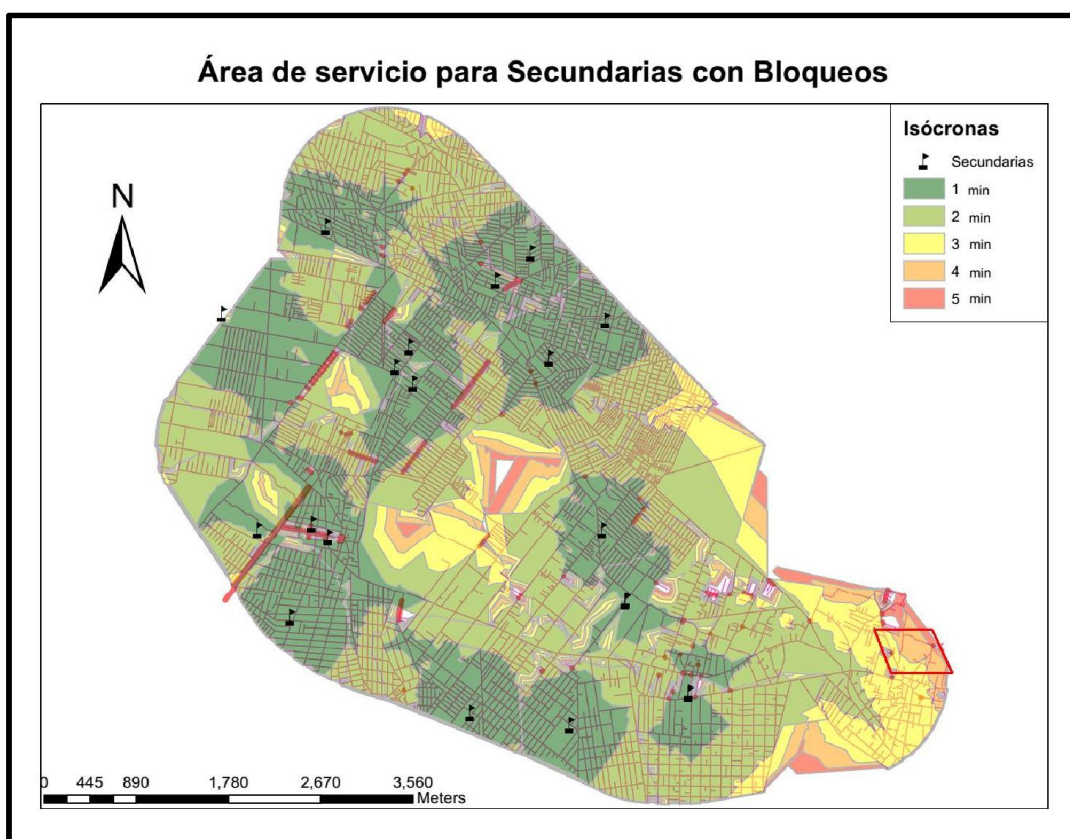 Área de servicio para Secundarias con Bloqueos
Isócronas
Secundarias
1 min
2 min
3 min
4 min
5 min
N
0 445 890 1,780 2,670 3,560
Meters